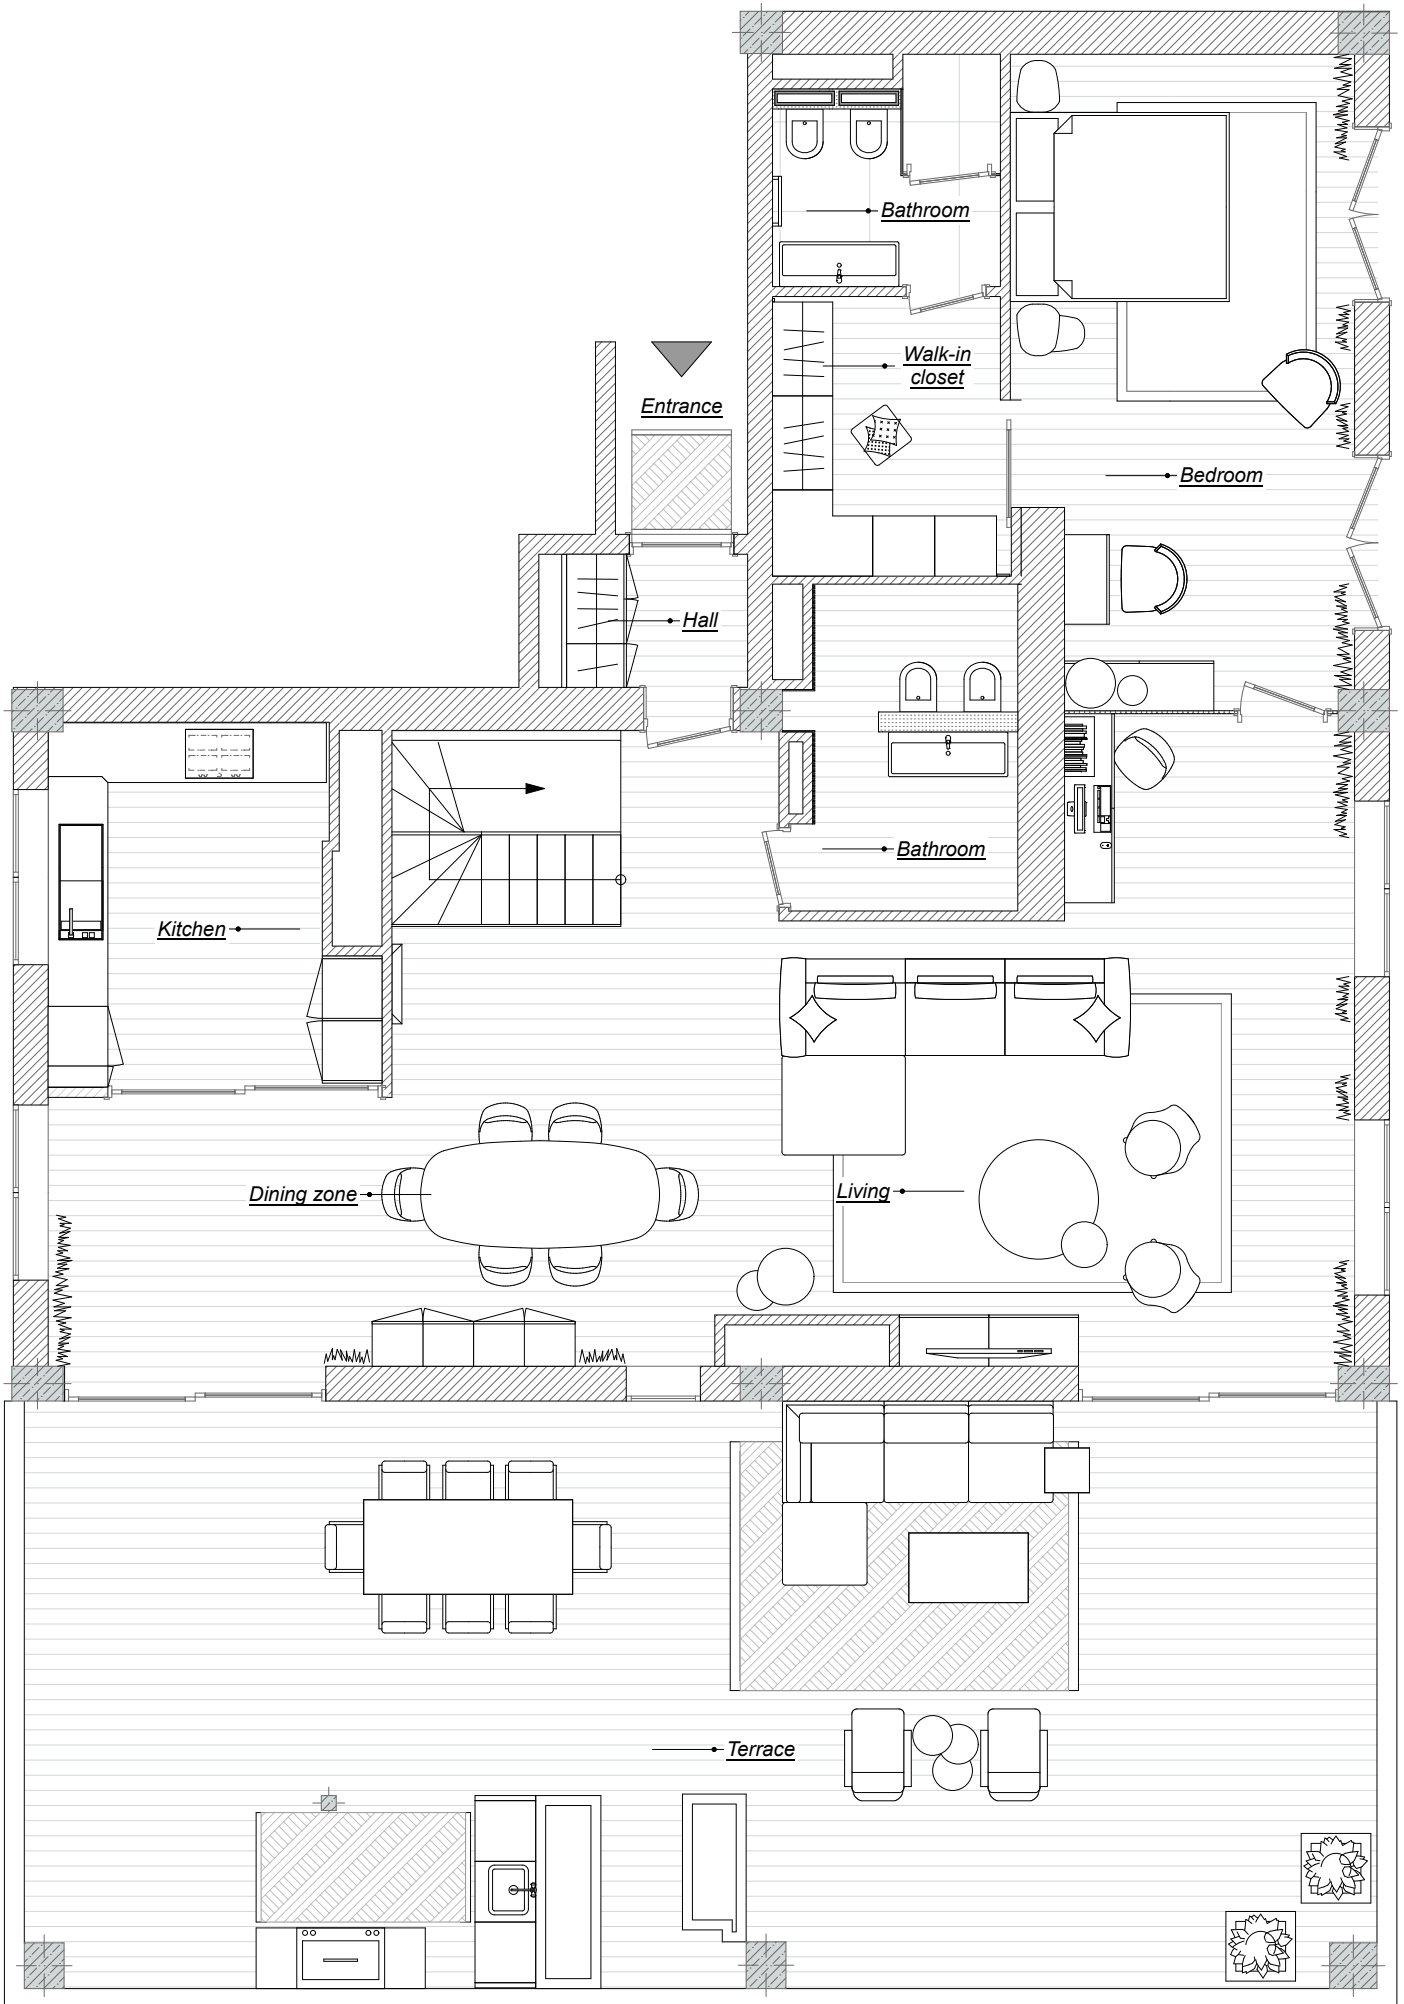 Bathroom
Walk-in
closet
Entrance
Bedroom
Hall
Bathroom
Kitchen
Dining zone
Living
Terrace